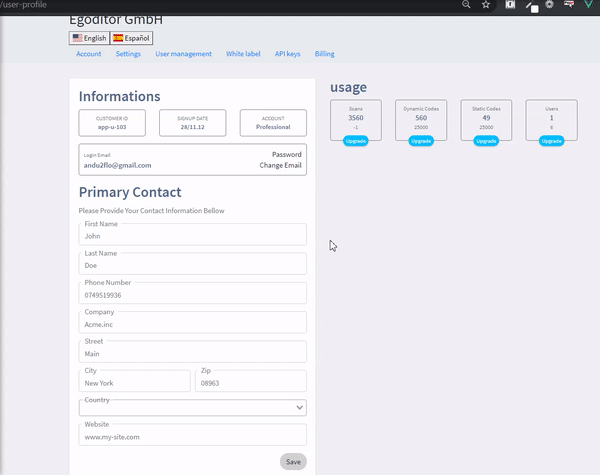 /user-profile
Egoditor GmbH
English Español
Account Settings User management White label API keys Billing
Informations
CUSTOMER ID SIGNUP DATE ACCOUNT
app-u-103 28/11.12 Professional
Login Email Password
andu2flo@gmail.com Change Email
Primary Contact
Please Provide Your Contact Information Bellow
First Name
John
Last Name
Doe
Phone Number
0749519936
Company
Acme.inc
Street
Main
City Zip
New York 08963
Country
Website
www.my-site.com
Save
usage
Scans Dynamic Codes Static Codes Users
3560 560 49 1
-1 25000 25000 6
Upgrade Upgrade Upgrade Upgrade